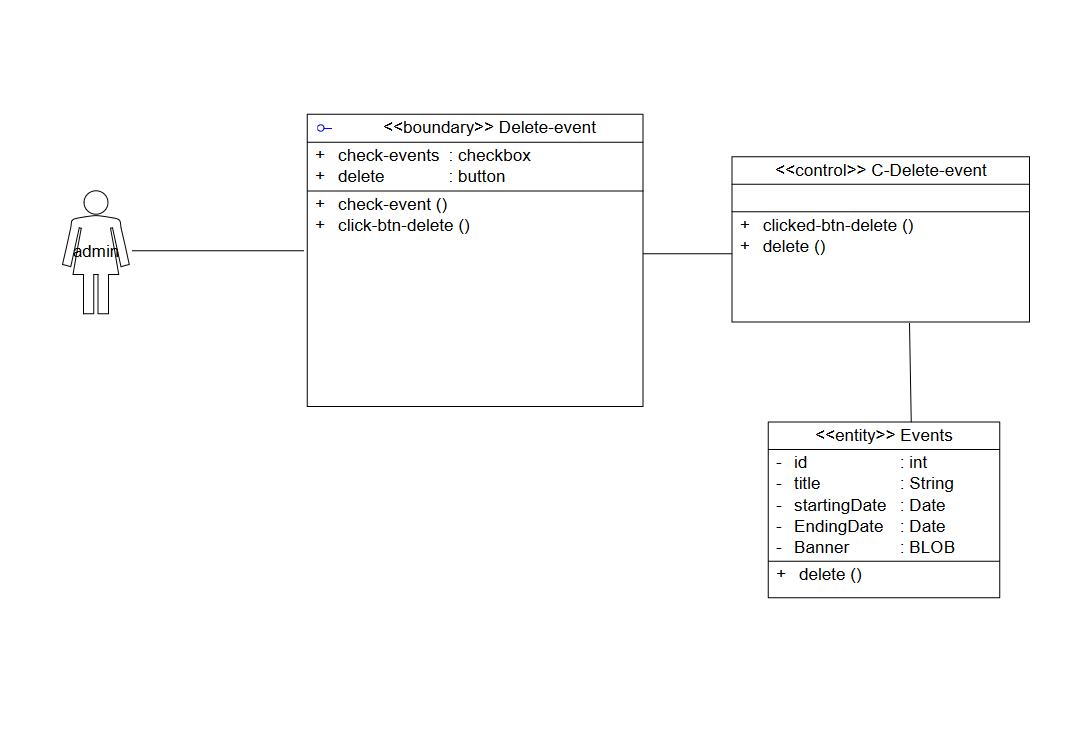 <<boundary>> Delete-event
+ check-events : checkbox
+ delete : button
+ check-event ()
+ click-btn-delete ()
admin
<<control>> C-Delete-event
+ clicked-btn-delete ()
+ delete ()
<<entity>> Events
- id : int
- title : String
- startingDate : Date
- EndingDate : Date
- Banner : BLOB
+ delete ()